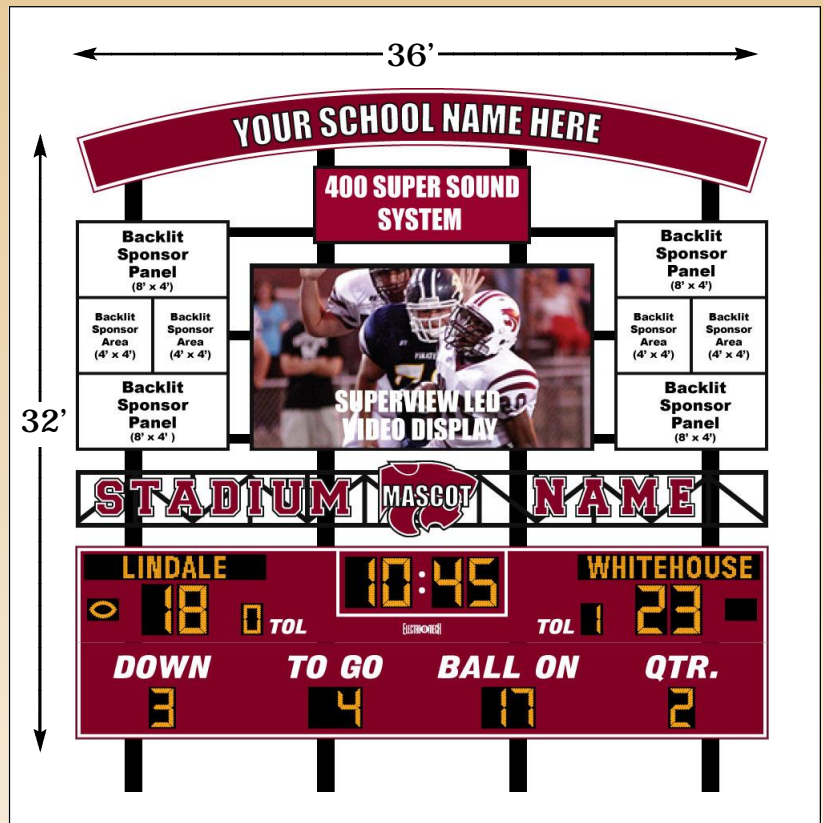 36'
YOUR SCHOOL NAME HERE
400 SUPER SOUND
SYSTEM
Backlit
Sponsor
Panel
(8' x 4')
Backlit
Sponsor
Area
(4' x 4')
Backlit
Sponsor
Area
(4' x 4')
Backlit
Sponsor
Panel
(8' x 4' )
PIRATES
20
SUPERVIEW LED
VIDEO DISPLAY
Backlit
Sponsor
Panel
(8' x 4')
Backlit
Sponsor
Area
(4' x 4')
Backlit
Sponsor
Area
(4' x 4')
Backlit
Sponsor
Panel
(8' x 4')
32'
STADIUM MASCOT NAME
LINDALE 10:45 WHITEHOUSE
18 0 TOL ELECTRO-MECH TOL 1 23
DOWN TO GO BALL ON QTR.
3 4 17 2